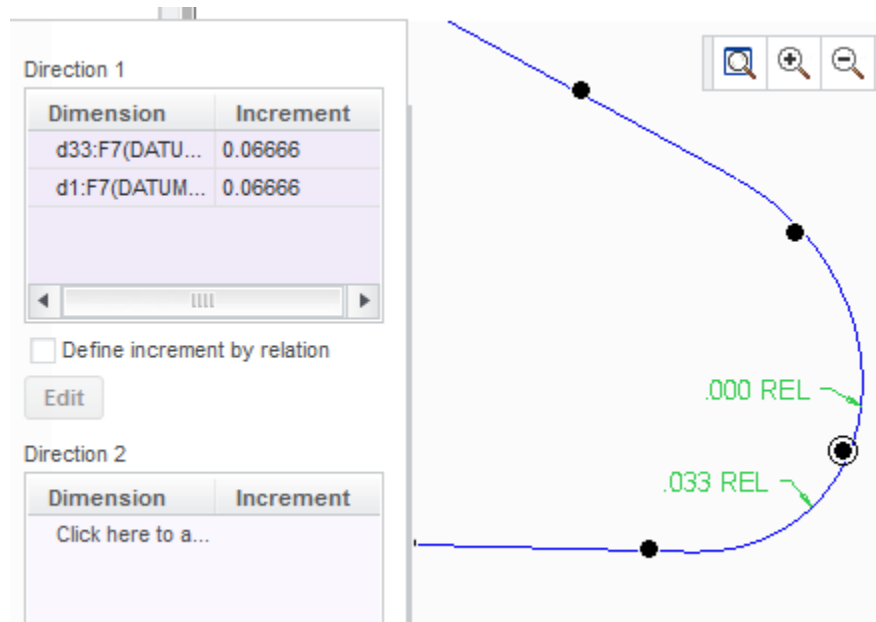 Direction 1
Dimension Increment
d33:F7(DATU... 0.06666
d1:F7(DATUM... 0.06666
Define increment by relation
Edit
Direction 2
Dimension Increment
Click here to a...
.000 REL
.033 REL